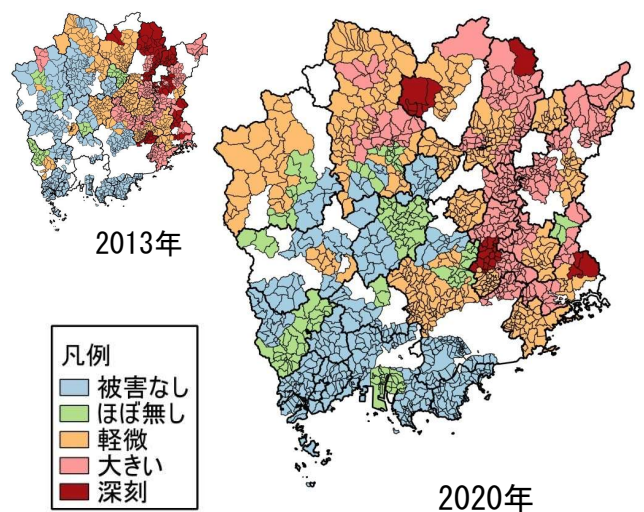 2013年
凡例
被害なし
ほぼ無し
軽微
大きい
深刻
2020年